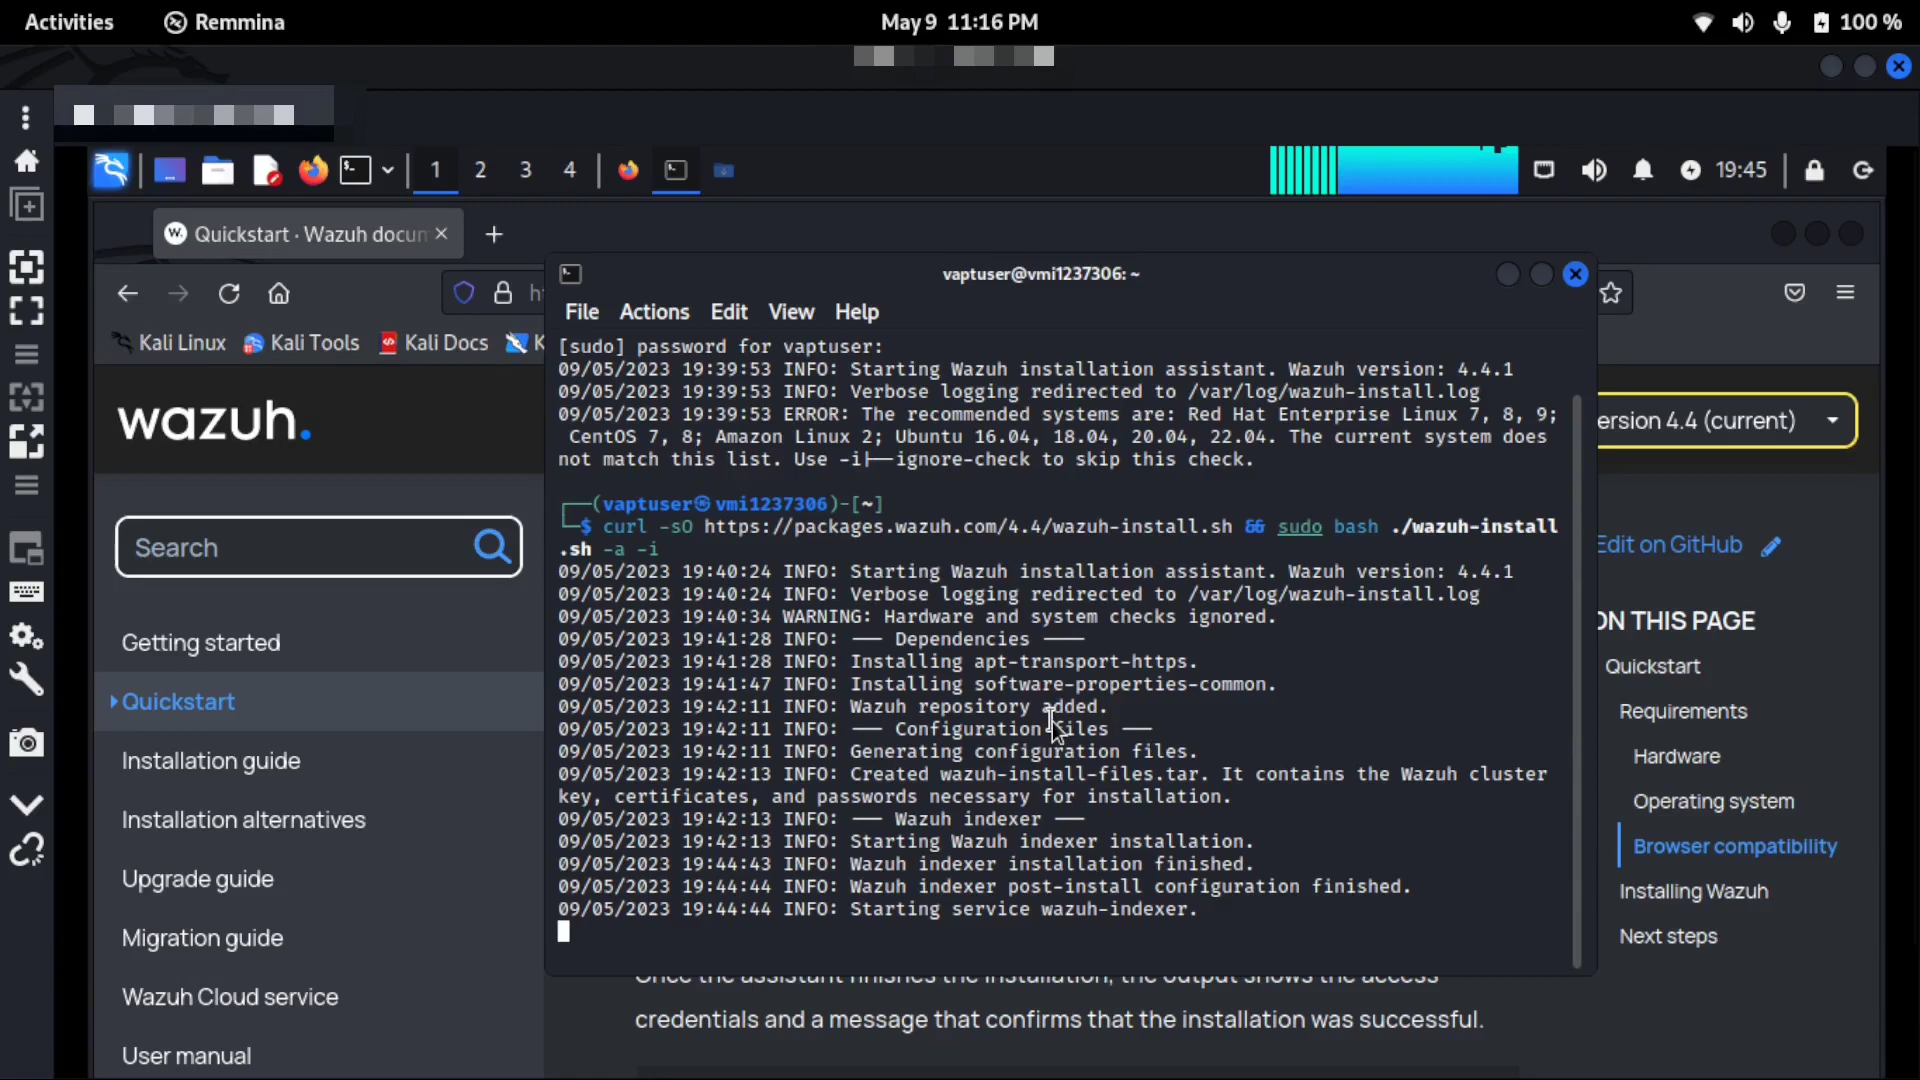 Activities
Remmina
May 9 11:16 PM
100 %
1
2
3
4
19:45
Quickstart · Wazuh docum
Kali Linux
Kali Tools
Kali Docs
K
vaptuser@vmi1237306: ~
File Actions Edit View Help
[sudo] password for vaptuser:
09/05/2023 19:39:53 INFO: Starting Wazuh installation assistant. Wazuh version: 4.4.1
09/05/2023 19:39:53 INFO: Verbose logging redirected to /var/log/wazuh-install.log
09/05/2023 19:39:53 ERROR: The recommended systems are: Red Hat Enterprise Linux 7, 8, 9;
CentOS 7, 8; Amazon Linux 2; Ubuntu 16.04, 18.04, 20.04, 22.04. The current system does
not match this list. Use -i|--ignore-check to skip this check.
┌──(vaptuser㉿vmi1237306)-[~]
└─$ curl -sO https://packages.wazuh.com/4.4/wazuh-install.sh && sudo bash ./wazuh-install
.sh -a -i
09/05/2023 19:40:24 INFO: Starting Wazuh installation assistant. Wazuh version: 4.4.1
09/05/2023 19:40:24 INFO: Verbose logging redirected to /var/log/wazuh-install.log
09/05/2023 19:40:34 WARNING: Hardware and system checks ignored.
09/05/2023 19:41:28 INFO: --- Dependencies ----
09/05/2023 19:41:28 INFO: Installing apt-transport-https.
09/05/2023 19:41:47 INFO: Installing software-properties-common.
09/05/2023 19:42:11 INFO: Wazuh repository added.
09/05/2023 19:42:11 INFO: --- Configuration files ---
09/05/2023 19:42:11 INFO: Generating configuration files.
09/05/2023 19:42:13 INFO: Created wazuh-install-files.tar. It contains the Wazuh cluster
key, certificates, and passwords necessary for installation.
09/05/2023 19:42:13 INFO: --- Wazuh indexer ---
09/05/2023 19:42:13 INFO: Starting Wazuh indexer installation.
09/05/2023 19:44:43 INFO: Wazuh indexer installation finished.
09/05/2023 19:44:44 INFO: Wazuh indexer post-install configuration finished.
09/05/2023 19:44:44 INFO: Starting service wazuh-indexer.
wazuh.
Search
Getting started
Quickstart
Installation guide
Installation alternatives
Upgrade guide
Migration guide
Wazuh Cloud service
User manual
ersion 4.4 (current)
Edit on GitHub
ON THIS PAGE
Quickstart
Requirements
Hardware
Operating system
Browser compatibility
Installing Wazuh
Next steps
Once the assistant finishes the installation, the output shows the access
credentials and a message that confirms that the installation was successful.